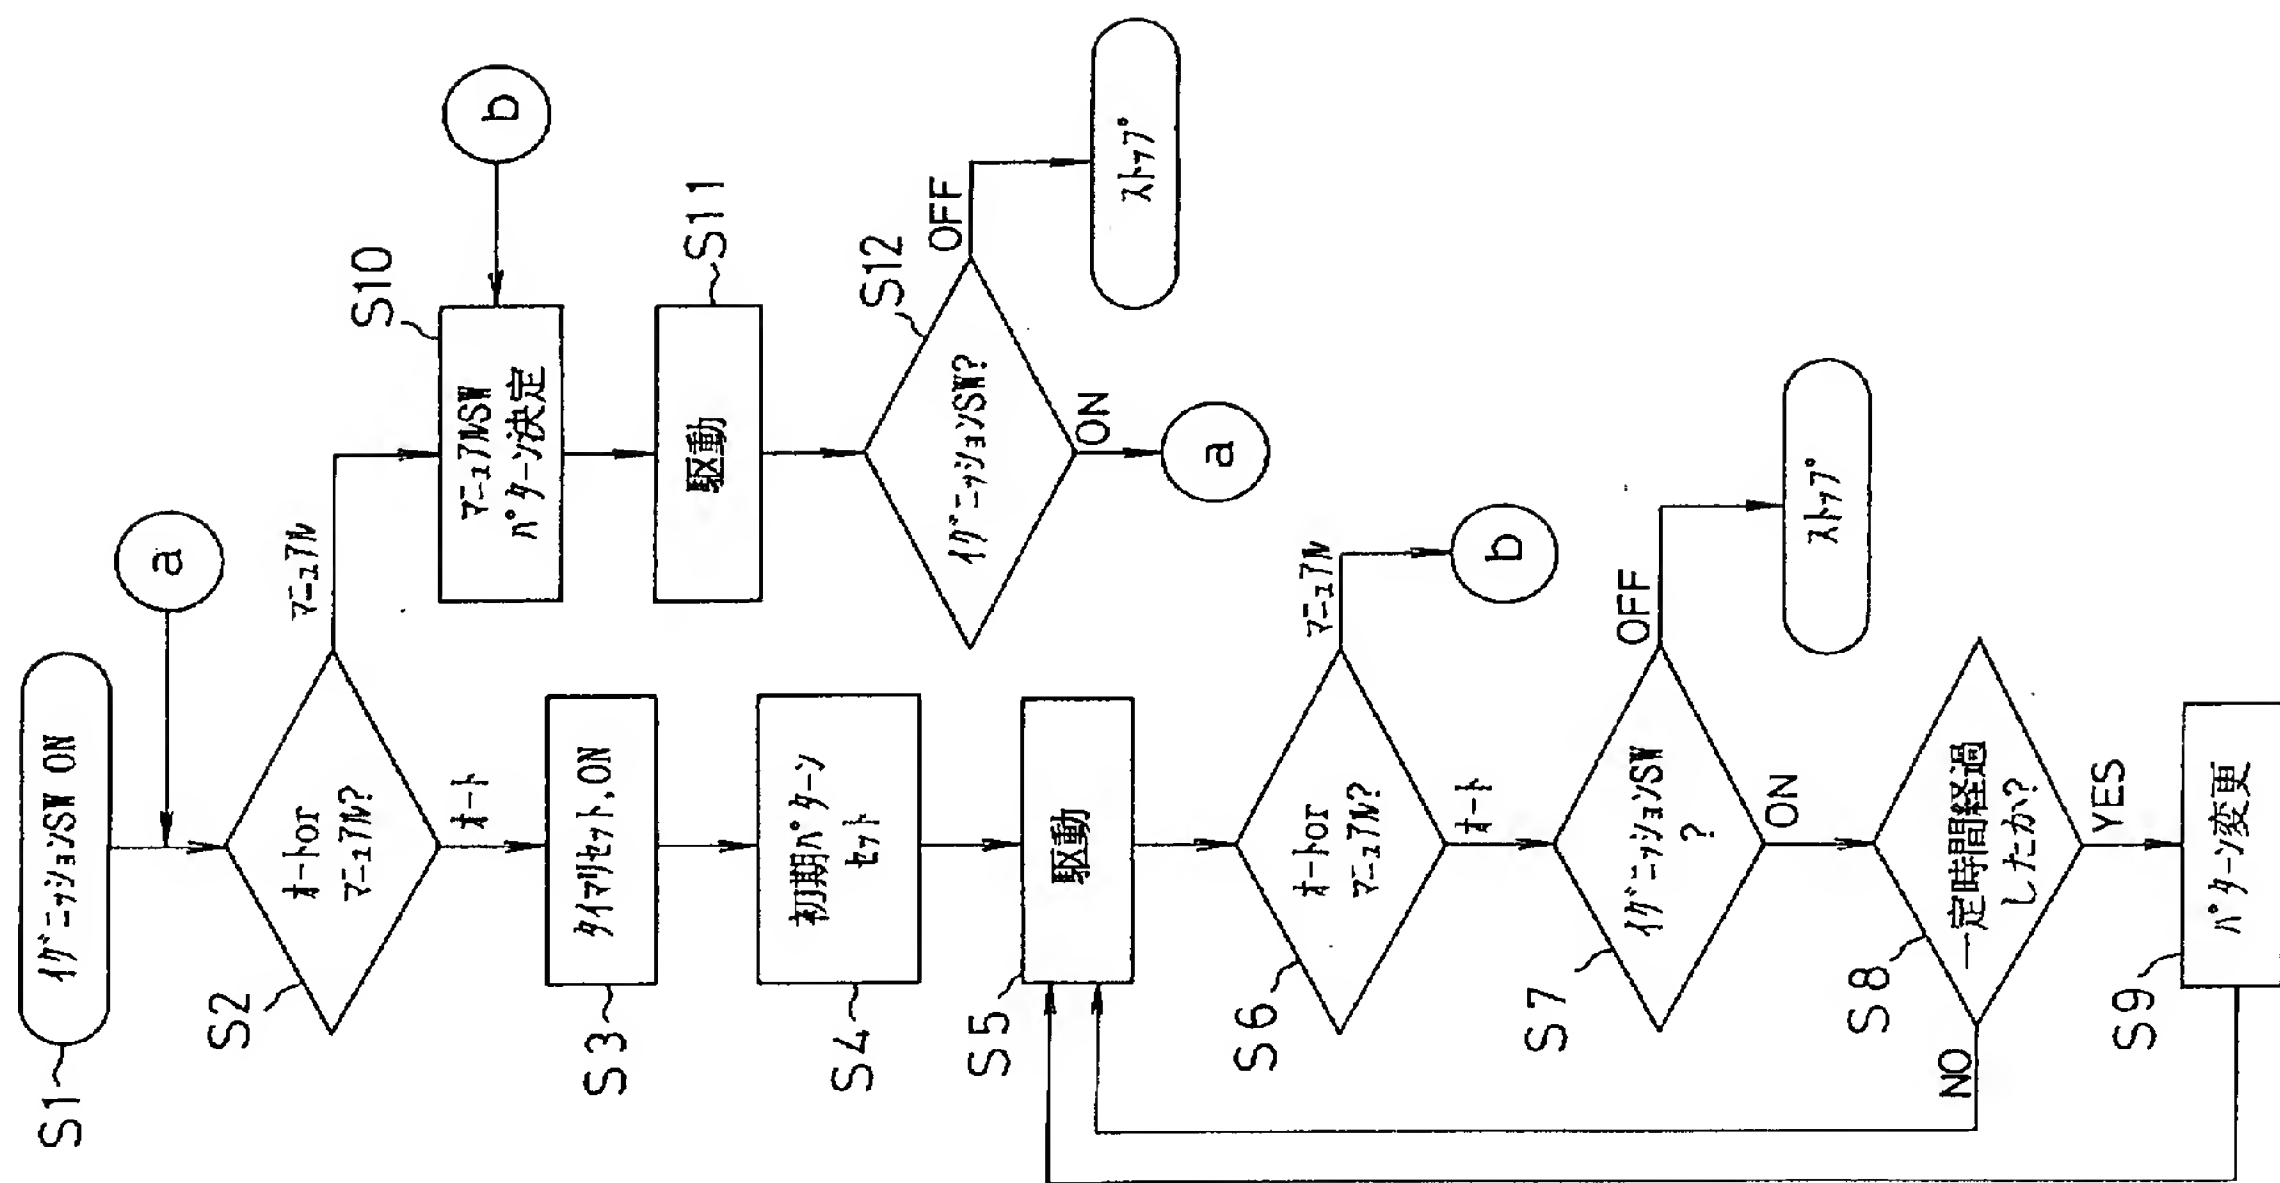 S1
イグニッションSW ON
a
S2
オートor
マニュアル?
マニュアル
オート
S3
タイマリセット,ON
S4
初期パターン
セット
S5
駆動
S6
オートor
マニュアル?
マニュアル
b
オート
S7
イグニッションSW
?
OFF
ストップ
ON
S8
一定時間経過
したか?
NO
YES
S9
パターン変更
b
S10
マニュアルSW
パターン決定
S11
駆動
S12
イグニッションSW?
OFF
ストップ
ON
a